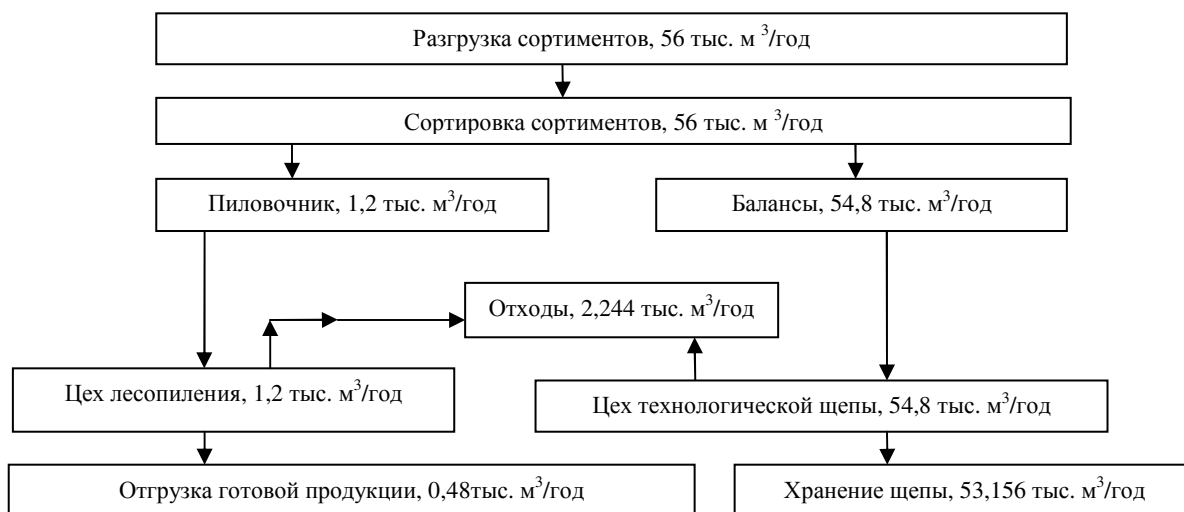 Разгрузка сортиментов, 56 тыс. м ³/год
Сортировка сортиментов, 56 тыс. м ³/год
Пиловочник, 1,2 тыс. м³/год
Балансы, 54,8 тыс. м³/год
Отходы, 2,244 тыс. м³/год
Цех лесопиления, 1,2 тыс. м³/год
Цех технологической щепы, 54,8 тыс. м³/год
Отгрузка готовой продукции, 0,48тыс. м³/год
Хранение щепы, 53,156 тыс. м³/год